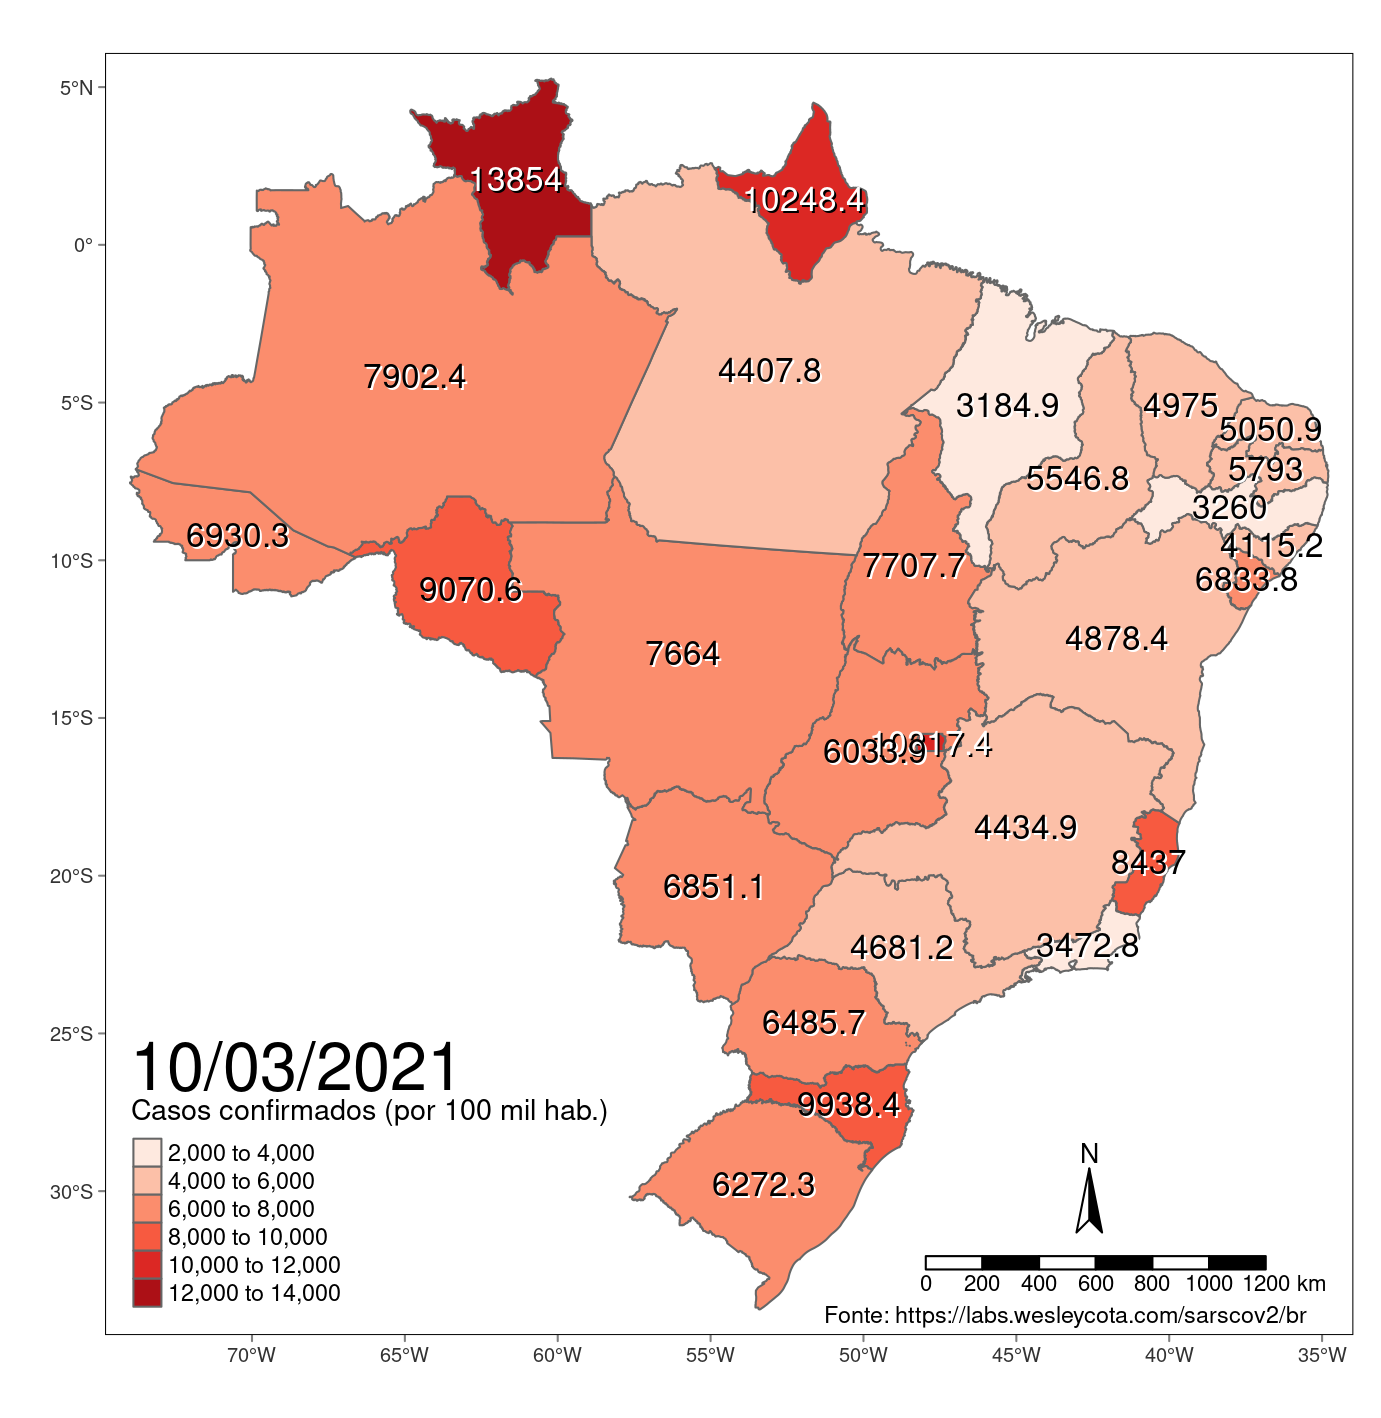 5°N
0°
5°S
10°S
15°S
20°S
25°S
30°S
13854
10248.4
7902.4
4407.8
3184.9
4975
5050.9
5793
5546.8
3260
6930.3
4115.2
7707.7
6833.8
9070.6
4878.4
7664
6033.9
4434.9
8437
6851.1
4681.2
3472.8
6485.7
9938.4
6272.3
10/03/2021
Casos confirmados (por 100 mil hab.)
2,000 to 4,000
4,000 to 6,000
6,000 to 8,000
8,000 to 10,000
10,000 to 12,000
12,000 to 14,000
N
0 200 400 600 800 1000 1200 km
Fonte: https://labs.wesleycota.com/sarscov2/br
70°W 65°W 60°W 55°W 50°W 45°W 40°W 35°W